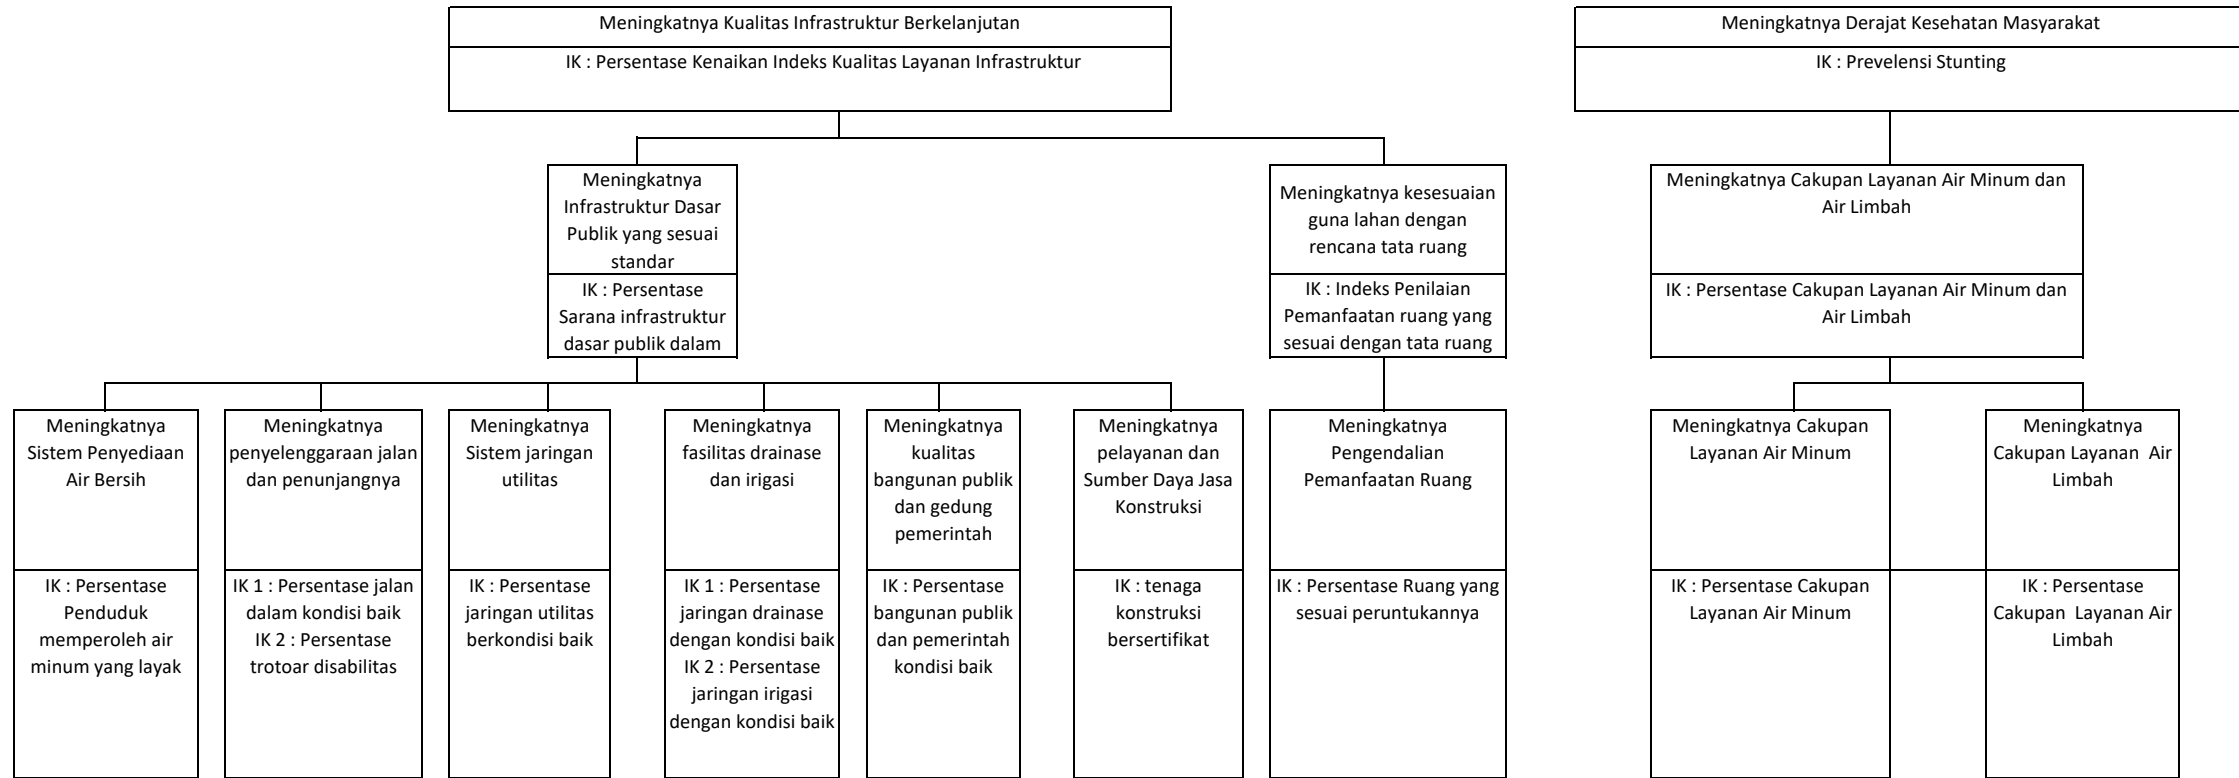 Meningkatnya Kualitas Infrastruktur Berkelanjutan
IK : Persentase Kenaikan Indeks Kualitas Layanan Infrastruktur
Meningkatnya Derajat Kesehatan Masyarakat
IK : Prevelensi Stunting
Meningkatnya
Infrastruktur Dasar
Publik yang sesuai
standar
IK : Persentase
Sarana infrastruktur
dasar publik dalam
Meningkatnya kesesuaian
guna lahan dengan
rencana tata ruang
IK : Indeks Penilaian
Pemanfaatan ruang yang
sesuai dengan tata ruang
Meningkatnya Cakupan Layanan Air Minum dan
Air Limbah
IK : Persentase Cakupan Layanan Air Minum dan
Air Limbah
Meningkatnya
Sistem Penyediaan
Air Bersih
IK : Persentase
Penduduk
memperoleh air
minum yang layak
Meningkatnya
penyelenggaraan jalan
dan penunjangnya
IK 1 : Persentase jalan
dalam kondisi baik
IK 2 : Persentase
trotoar disabilitas
Meningkatnya
Sistem jaringan
utilitas
IK : Persentase
jaringan utilitas
berkondisi baik
Meningkatnya
fasilitas drainase
dan irigasi
IK 1 : Persentase
jaringan drainase
dengan kondisi baik
IK 2 : Persentase
jaringan irigasi
dengan kondisi baik
Meningkatnya
kualitas
bangunan publik
dan gedung
pemerintah
IK : Persentase
bangunan publik
dan pemerintah
kondisi baik
Meningkatnya
pelayanan dan
Sumber Daya Jasa
Konstruksi
IK : tenaga
konstruksi
bersertifikat
Meningkatnya
Pengendalian
Pemanfaatan Ruang
IK : Persentase Ruang yang
sesuai peruntukannya
Meningkatnya Cakupan
Layanan Air Minum
IK : Persentase Cakupan
Layanan Air Minum
Meningkatnya
Cakupan Layanan  Air
Limbah
IK : Persentase
Cakupan  Layanan Air
Limbah